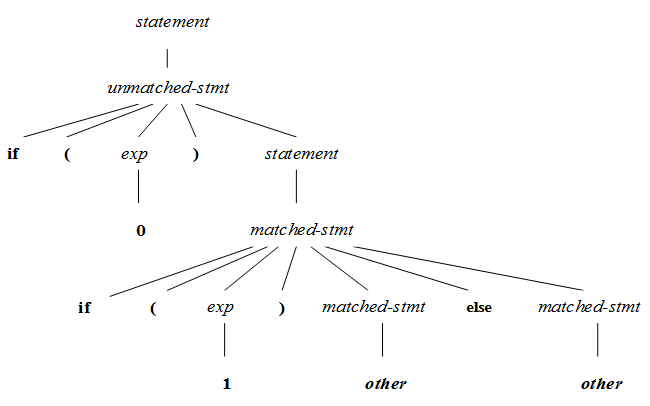 statement
unmatched-stmt
if ( exp ) statement
0 matched-stmt
if ( exp ) matched-stmt else matched-stmt
1 other other